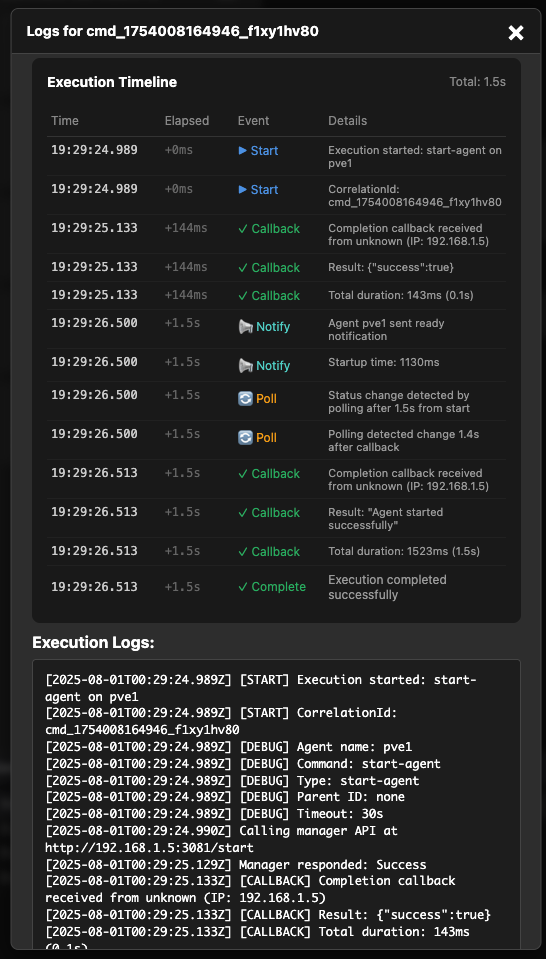 Logs for cmd_1754008164946_f1xy1hv80
Execution Timeline Total: 1.5s
Time Elapsed Event Details
19:29:24.989 +0ms ▶ Start Execution started: start-agent on
pve1
19:29:24.989 +0ms ▶ Start CorrelationId:
cmd_1754008164946_f1xy1hv80
19:29:25.133 +144ms ✓ Callback Completion callback received
from unknown (IP: 192.168.1.5)
19:29:25.133 +144ms ✓ Callback Result: {"success":true}
19:29:25.133 +144ms ✓ Callback Total duration: 143ms (0.1s)
19:29:26.500 +1.5s Notify Agent pve1 sent ready
notification
19:29:26.500 +1.5s Notify Startup time: 1130ms
19:29:26.500 +1.5s Poll Status change detected by
polling after 1.5s from start
19:29:26.500 +1.5s Poll Polling detected change 1.4s
after callback
19:29:26.513 +1.5s ✓ Callback Completion callback received
from unknown (IP: 192.168.1.5)
19:29:26.513 +1.5s ✓ Callback Result: "Agent started
successfully"
19:29:26.513 +1.5s ✓ Callback Total duration: 1523ms (1.5s)
19:29:26.513 +1.5s ✓ Complete Execution completed
successfully
Execution Logs:
[2025-08-01T00:29:24.989Z] [START] Execution started: start-
agent on pve1
[2025-08-01T00:29:24.989Z] [START] CorrelationId:
cmd_1754008164946_f1xy1hv80
[2025-08-01T00:29:24.989Z] [DEBUG] Agent name: pve1
[2025-08-01T00:29:24.989Z] [DEBUG] Command: start-agent
[2025-08-01T00:29:24.989Z] [DEBUG] Type: start-agent
[2025-08-01T00:29:24.989Z] [DEBUG] Parent ID: none
[2025-08-01T00:29:24.989Z] [DEBUG] Timeout: 30s
[2025-08-01T00:29:24.990Z] Calling manager API at
http://192.168.1.5:3081/start
[2025-08-01T00:29:25.129Z] Manager responded: Success
[2025-08-01T00:29:25.133Z] [CALLBACK] Completion callback
received from unknown (IP: 192.168.1.5)
[2025-08-01T00:29:25.133Z] [CALLBACK] Result: {"success":true}
[2025-08-01T00:29:25.133Z] [CALLBACK] Total duration: 143ms
(0.1s)